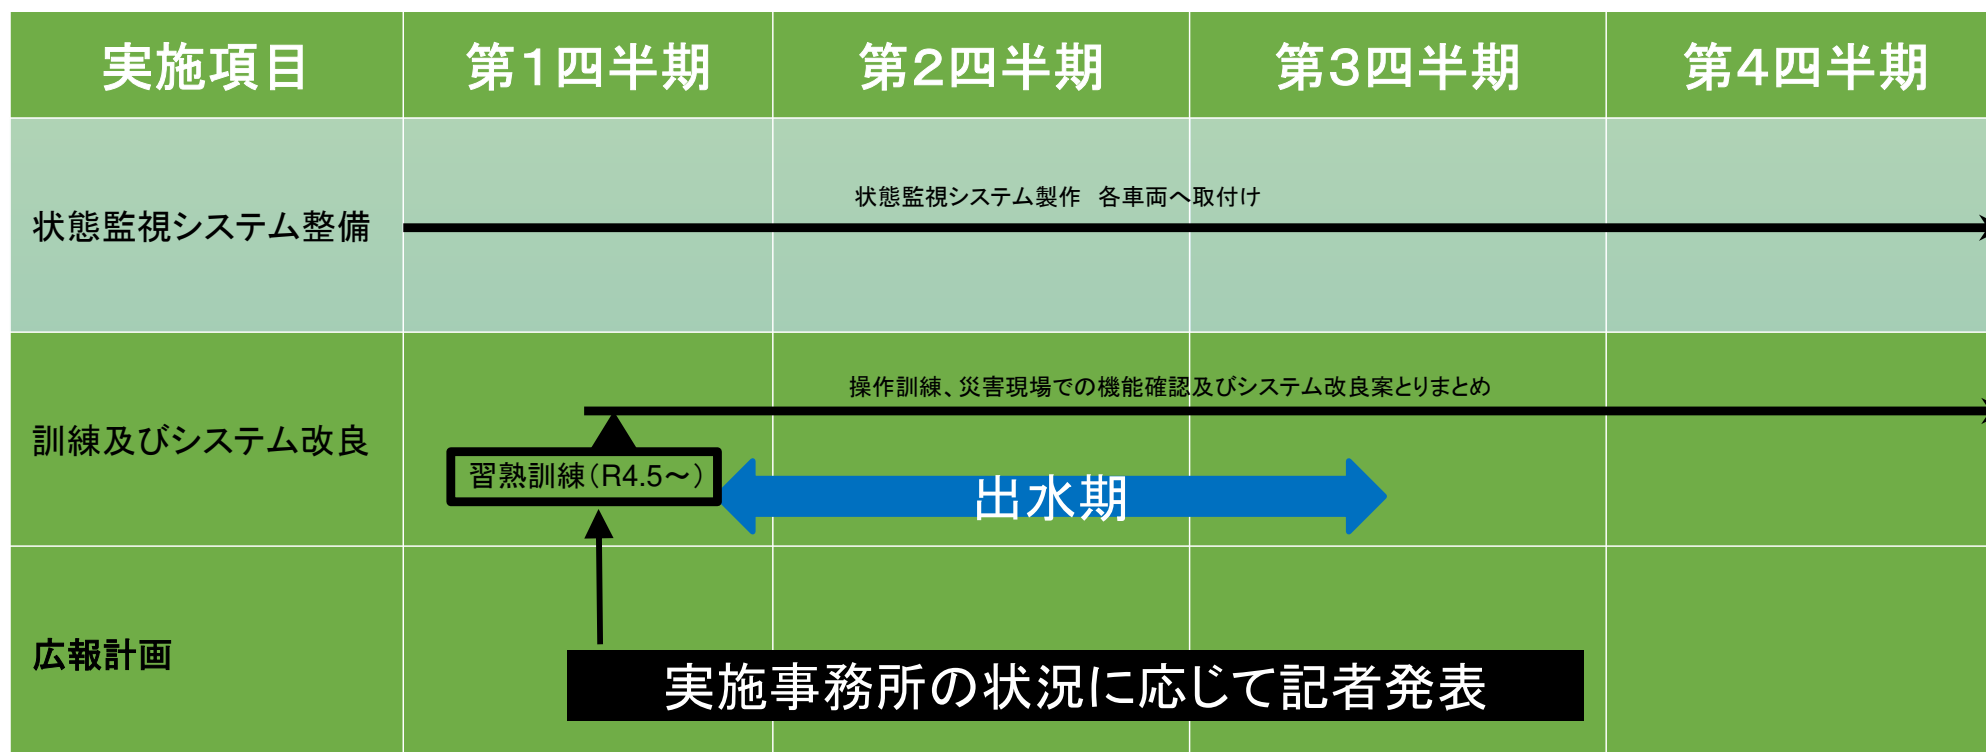 実施項目
第1四半期
第2四半期
第3四半期
第4四半期
状態監視システム整備
状態監視システム製作　各車両へ取付け
訓練及びシステム改良
操作訓練、災害現場での機能確認及びシステム改良案とりまとめ
習熟訓練(R4.5～)
出水期
広報計画
実施事務所の状況に応じて記者発表